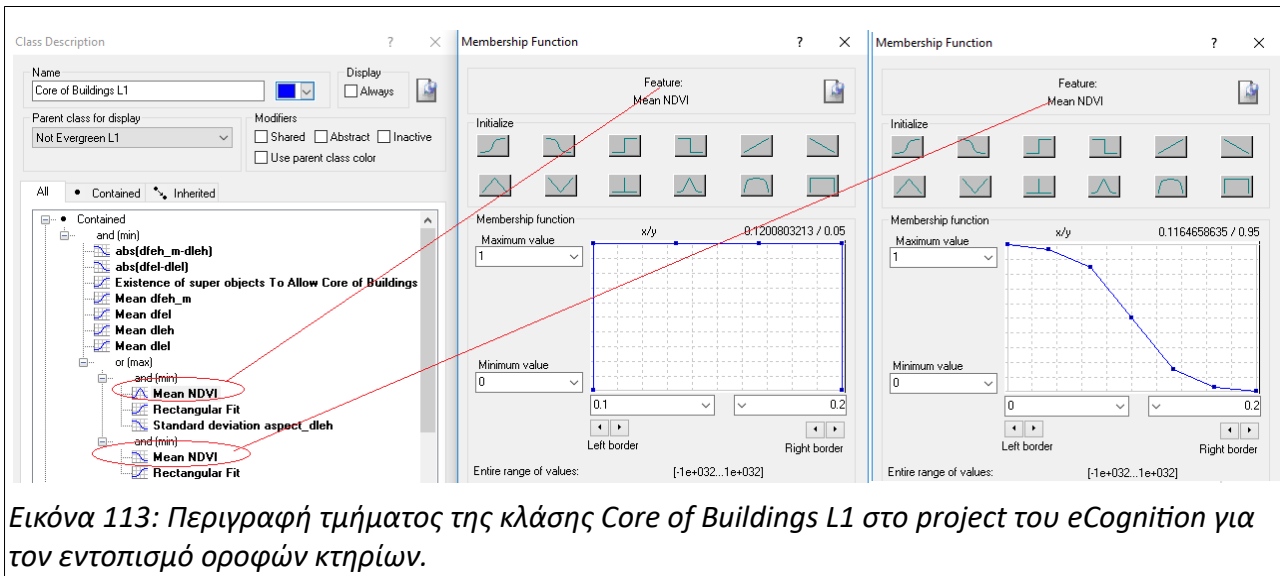 Class Description
?
Name
Core of Buildings L1
Display
Always
Parent class for display
Not Evergreen L1
Modifiers
Shared Abstract Inactive
Use parent class color
All Contained Inherited
Contained
and (min)
abs(dfeh_m-dleh)
abs(dfel-dlel)
Existence of super objects To Allow Core of Buildings
Mean dfeh_m
Mean dfel
Mean dleh
Mean dlel
or (max)
and (min)
Mean NDVI
Rectangular Fit
Standard deviation aspect_dleh
and (min)
Mean NDVI
Rectangular Fit
Membership Function
?
Feature:
Mean NDVI
Initialize
Membership function
Maximum value
x/y
0.1200803213 / 0.05
1
Minimum value
0
0.1
0.2
Left border
Right border
Entire range of values:
[-1e+032...1e+032]
Membership Function
?
Feature:
Mean NDVI
Initialize
Membership function
Maximum value
x/y
0.1164658635 / 0.95
1
Minimum value
0
0
0.2
Left border
Right border
Entire range of values:
[-1e+032...1e+032]
Εικόνα 113: Περιγραφή τμήματος της κλάσης Core of Buildings L1 στο project του eCognition για
τον εντοπισμό οροφών κτηρίων.